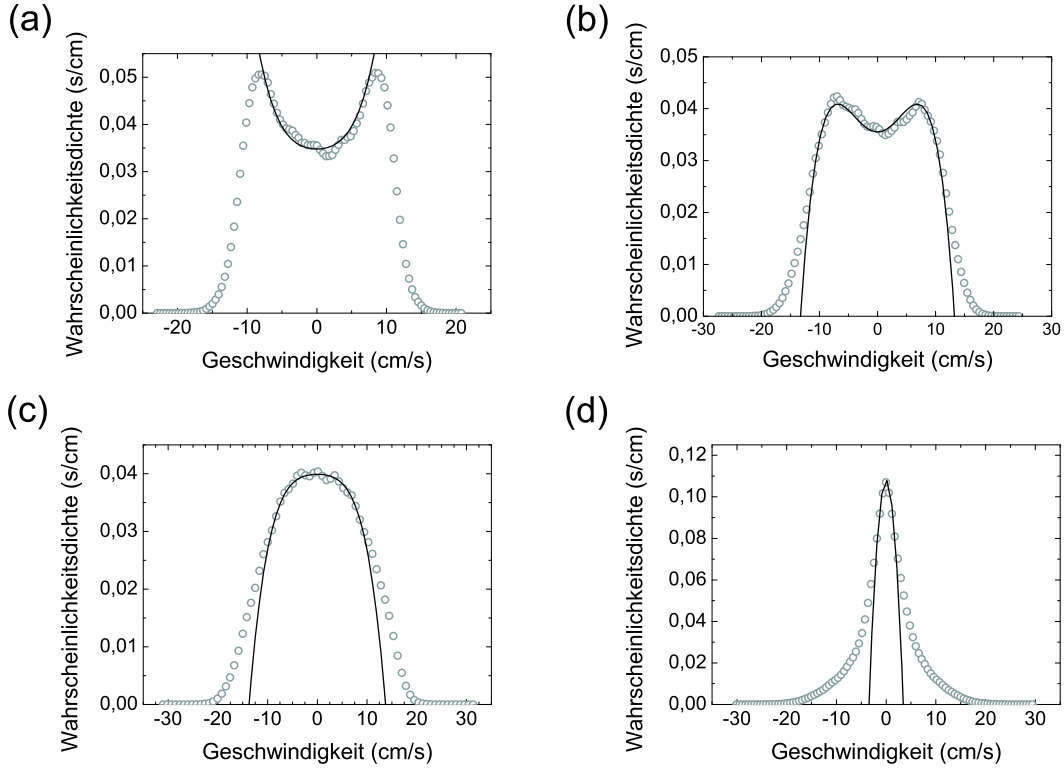 (a)
Wahrscheinlichkeitsdichte (s/cm)
0,05
0,04
0,03
0,02
0,01
0,00
-20 -10 0 10 20
Geschwindigkeit (cm/s)
(b)
Wahrscheinlichkeitsdichte (s/cm)
0,05
0,04
0,03
0,02
0,01
0,00
-30 -20 -10 0 10 20 30
Geschwindigkeit (cm/s)
(c)
Wahrscheinlichkeitsdichte (s/cm)
0,04
0,03
0,02
0,01
0,00
-30 -20 -10 0 10 20 30
Geschwindigkeit (cm/s)
(d)
Wahrscheinlichkeitsdichte (s/cm)
0,12
0,10
0,08
0,06
0,04
0,02
0,00
-30 -20 -10 0 10 20 30
Geschwindigkeit (cm/s)